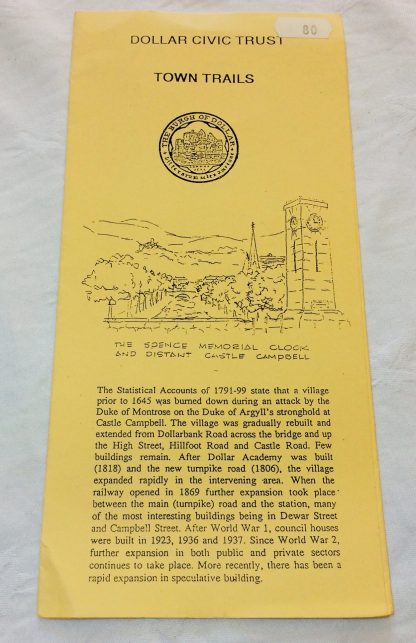 80
DOLLAR CIVIC TRUST
TOWN TRAILS
THE BURGH OF DOLLAR
THE SPENCE MEMORIAL CLOCK
AND DISTANT CASTLE CAMPBELL
The Statistical Accounts of 1791-99 state that a village
prior to 1645 was burned down during an attack by the
Duke of Montrose on the Duke of Argyll's stronghold at
Castle Campbell. The village was gradually rebuilt and
extended from Dollarbank Road across the bridge and up
the High Street, Hillfoot Road and Castle Road. Few
buildings remain. After Dollar Academy was built
(1818) and the new turnpike road (1806), the village
expanded rapidly in the intervening area. When the
railway opened in 1869 further expansion took place
between the main (turnpike) road and the station, many
of the most interesting buildings being in Dewar Street
and Campbell Street. After World War 1, council houses
were built in 1923, 1936 and 1937. Since World War 2,
further expansion in both public and private sectors
continues to take place. More recently, there has been a
rapid expansion in speculative building.